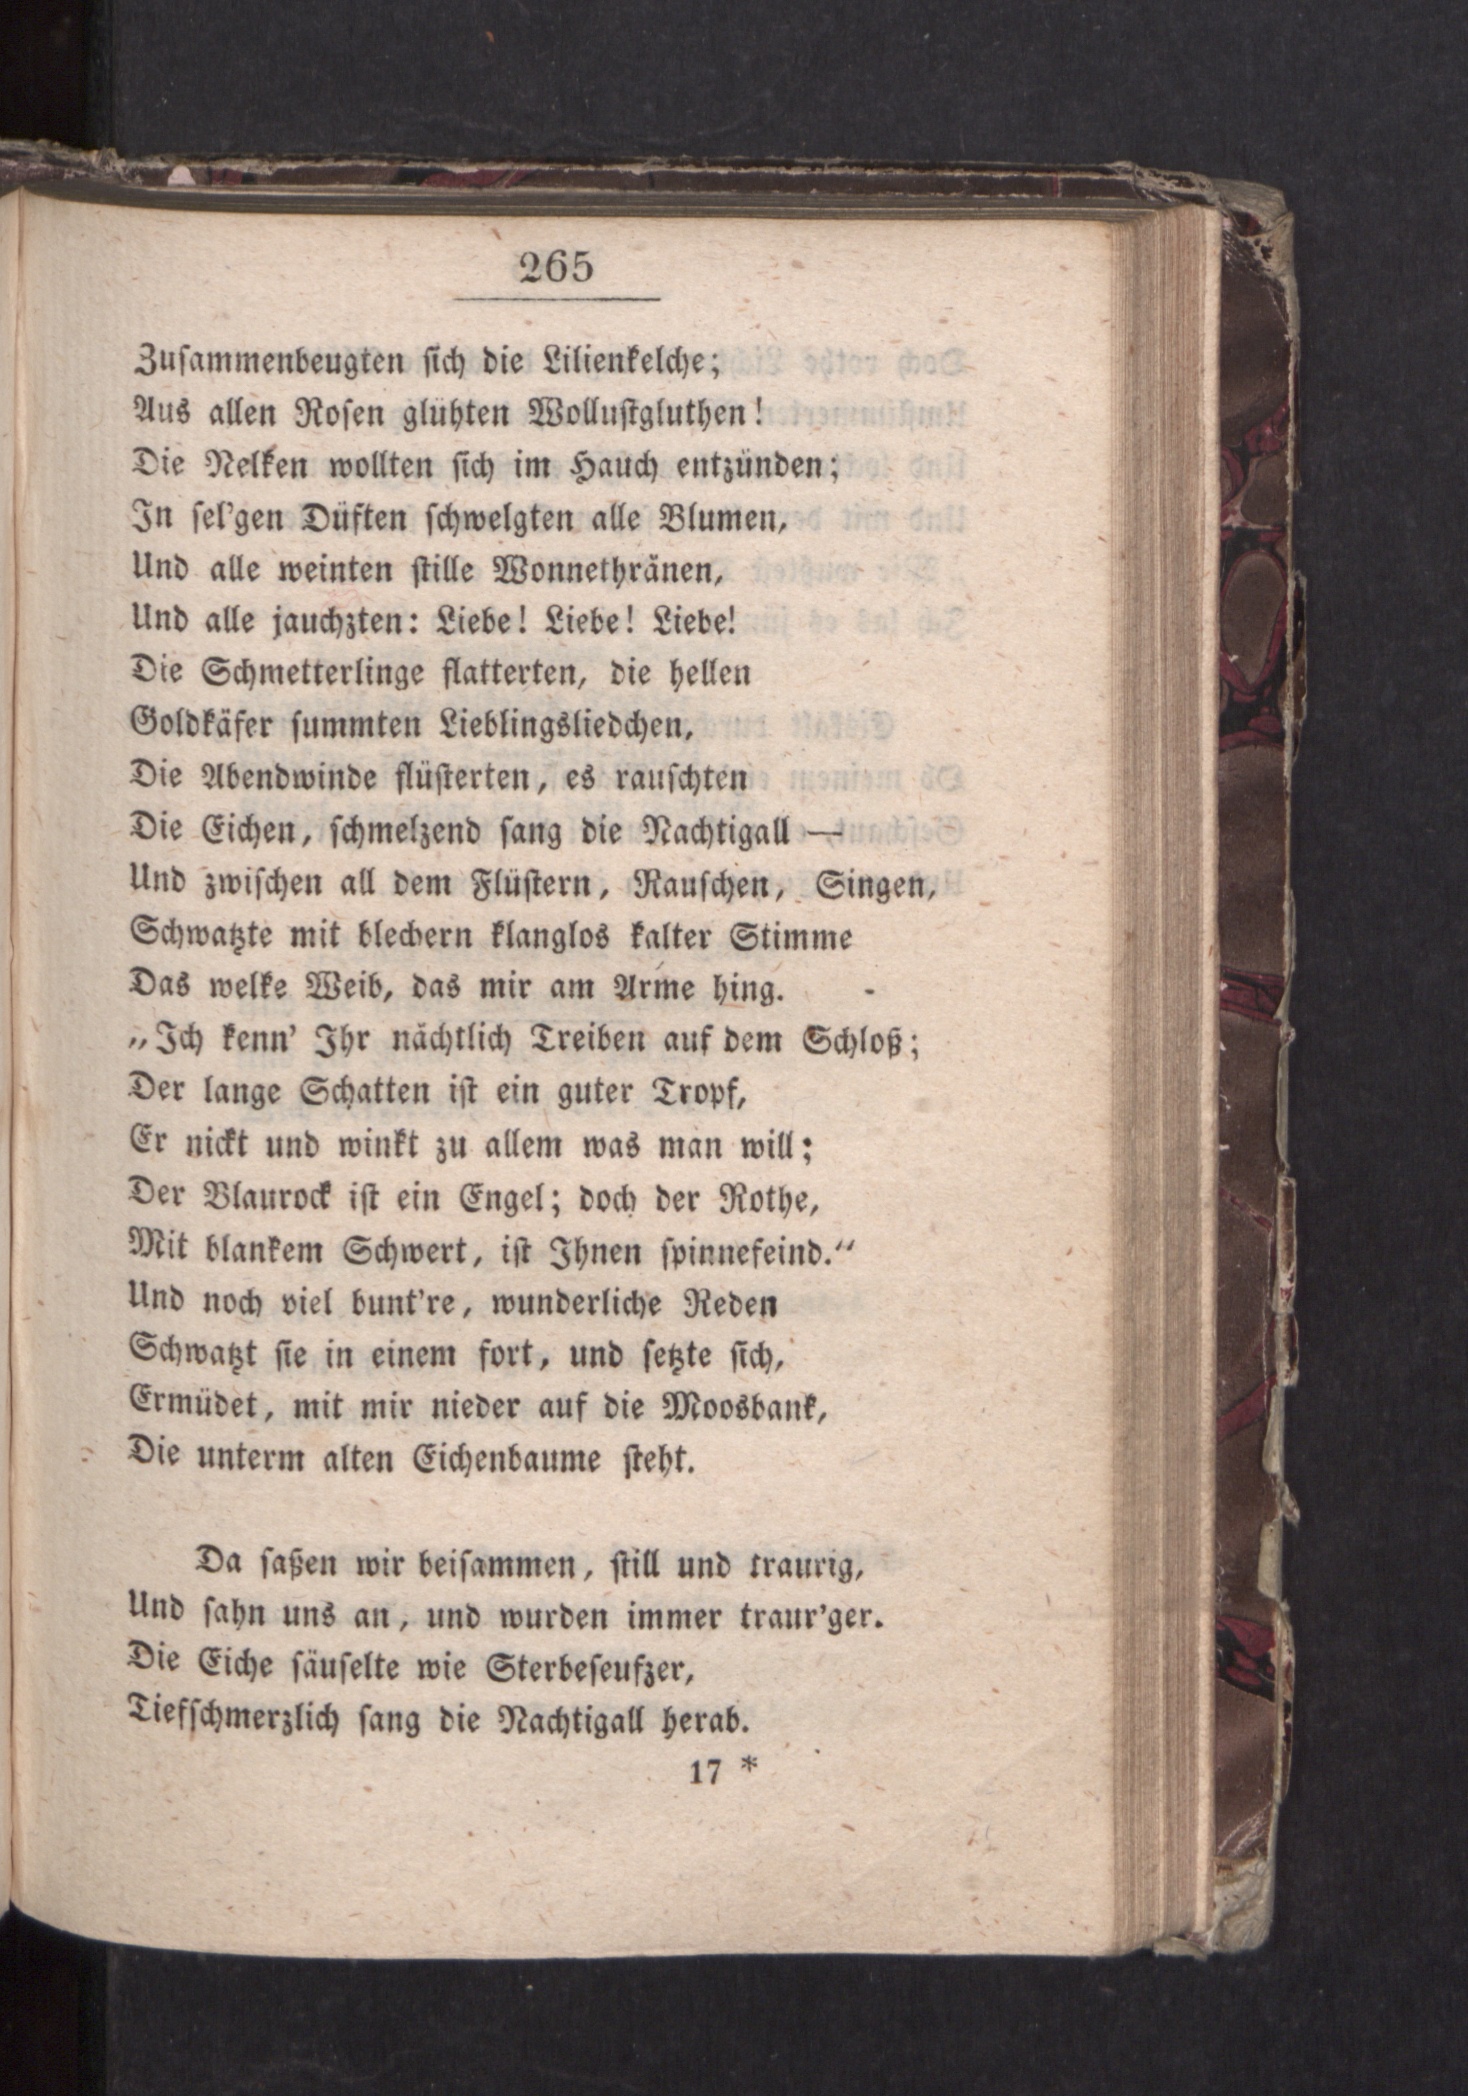 265
Zusammenbeugten sich die Lilienkelche;
Aus allen Rosen glühten Wollustgluthen!
Die Nelken wollten sich im Hauch entzünden;
In sel'gen Düften schwelgten alle Blumen,
Und alle weinten stille Wonnethränen,
Und alle jauchzten: Liebe! Liebe! Liebe!
Die Schmetterlinge flatterten, die hellen
Goldkäfer summten Lieblingsliedchen,
Die Abendwinde flüsterten, es rauschten
Die Eichen, schmelzend sang die Nachtigall —
Und zwischen all dem Flüstern, Rauschen, Singen,
Schwatzte mit blechern klanglos kalter Stimme
Das welke Weib, das mir am Arme hing.
„Ich kenn' Ihr nächtlich Treiben auf dem Schloß;
Der lange Schatten ist ein guter Tropf,
Er nickt und winkt zu allem was man will;
Der Blaurock ist ein Engel; doch der Rothe,
Mit blankem Schwert, ist Ihnen spinnefeind.“
Und noch viel bunt're, wunderliche Reden
Schwatzt sie in einem fort, und setzte sich,
Ermüdet, mit mir nieder auf die Moosbank,
Die unterm alten Eichenbaume steht.
Da saßen wir beisammen, still und traurig,
Und sahn uns an, und wurden immer traur'ger.
Die Eiche säuselte wie Sterbeseufzer,
Tiefschmerzlich sang die Nachtigall herab.
17 *